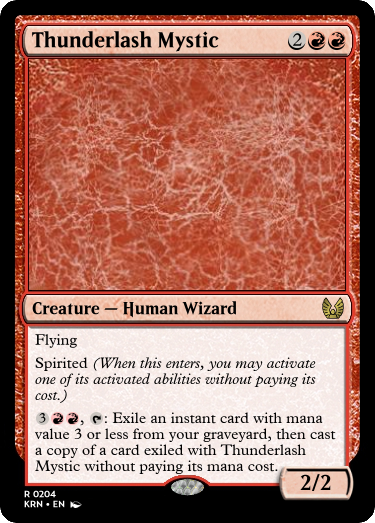 Thunderlash Mystic 2
Creature — Human Wizard
Flying
Spirited (When this enters, you may activate
one of its activated abilities without paying its
cost.)
3, : Exile an instant card with mana
value 3 or less from your graveyard, then cast
a copy of a card exiled with Thunderlash
Mystic without paying its mana cost.
2/2
R 0204
KRN • EN